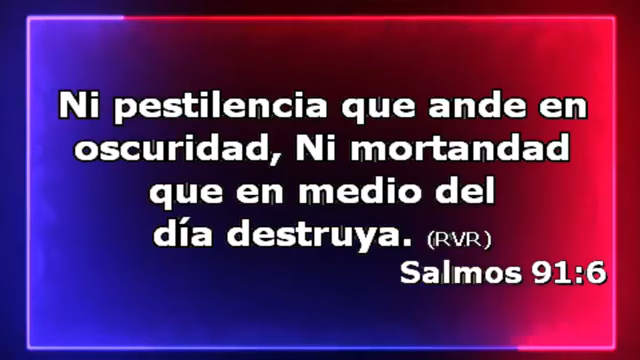 Ni pestilencia que ande en
oscuridad, Ni mortandad
que en medio del
día destruya. (RVR)
Salmos 91:6